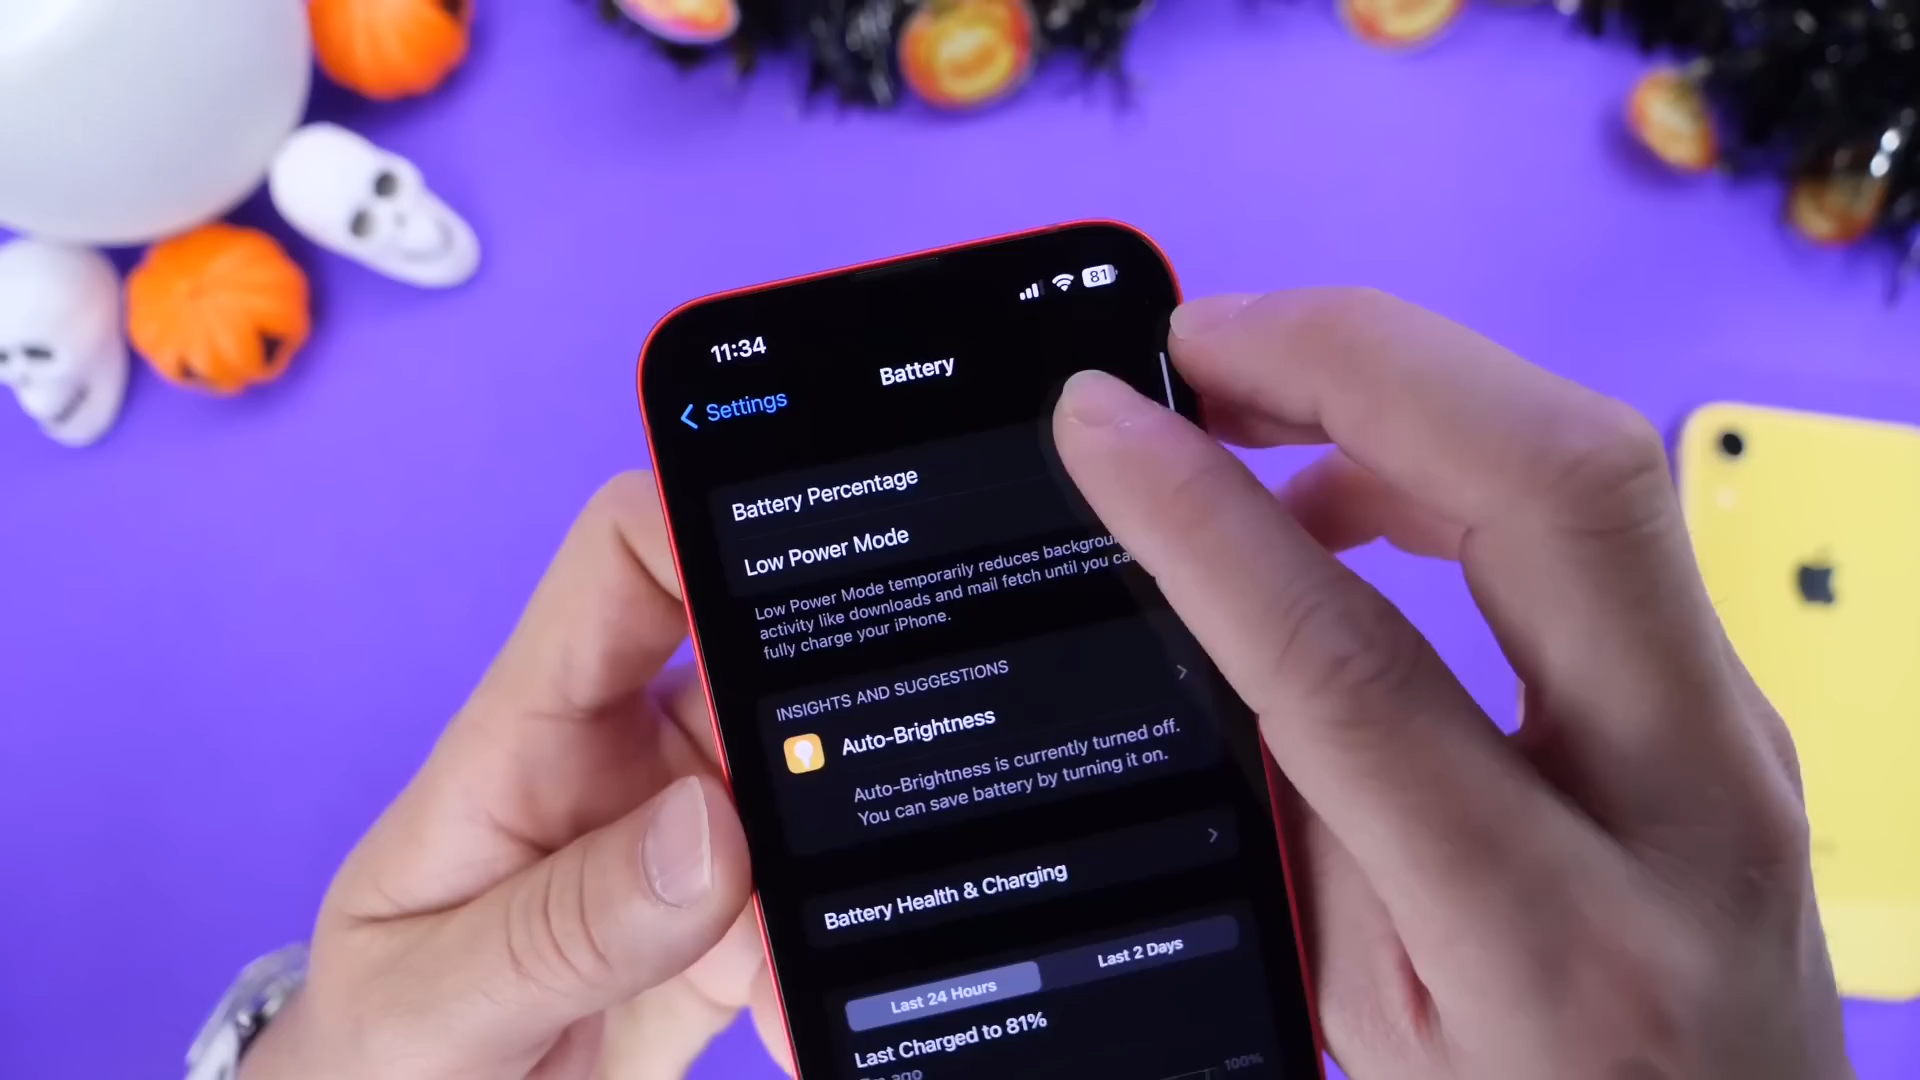 11:34
81
Settings
Battery
Battery Percentage
Low Power Mode
Low Power Mode temporarily reduces
activity like downloads and mail fetch until you
fully charge your iPhone.
INSIGHTS AND SUGGESTIONS
Auto-Brightness
Auto-Brightness is currently turned off.
You can save battery by turning it on.
Battery Health & Charging
Last 24 Hours
Last 2 Days
Last Charged to 81%
ago
100%